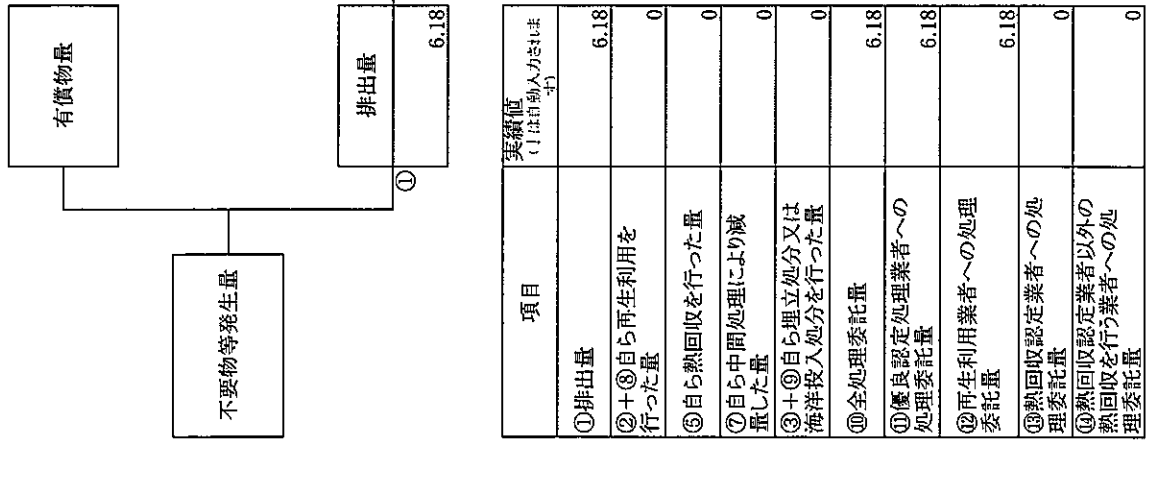 有償物量
不要物等発生量
①
排出量
6.18
項目
実績値
( ] は自動入力されま
す)
①排出量
6.18
②+⑧自ら再生利用を
行った量
0
⑤自ら熱回収を行った量
0
⑦自ら中間処理により減
量した量
0
③+⑨自ら埋立処分又は
海洋投入処分を行った量
0
⑩全処理委託量
6.18
⑪優良認定処理業者への
処理委託量
6.18
⑫再生利用業者への処理
委託量
6.18
⑬熱回収認定業者への処
理委託量
0
⑭熱回収認定業者以外の
熱回収を行う業者への処
理委託量
0